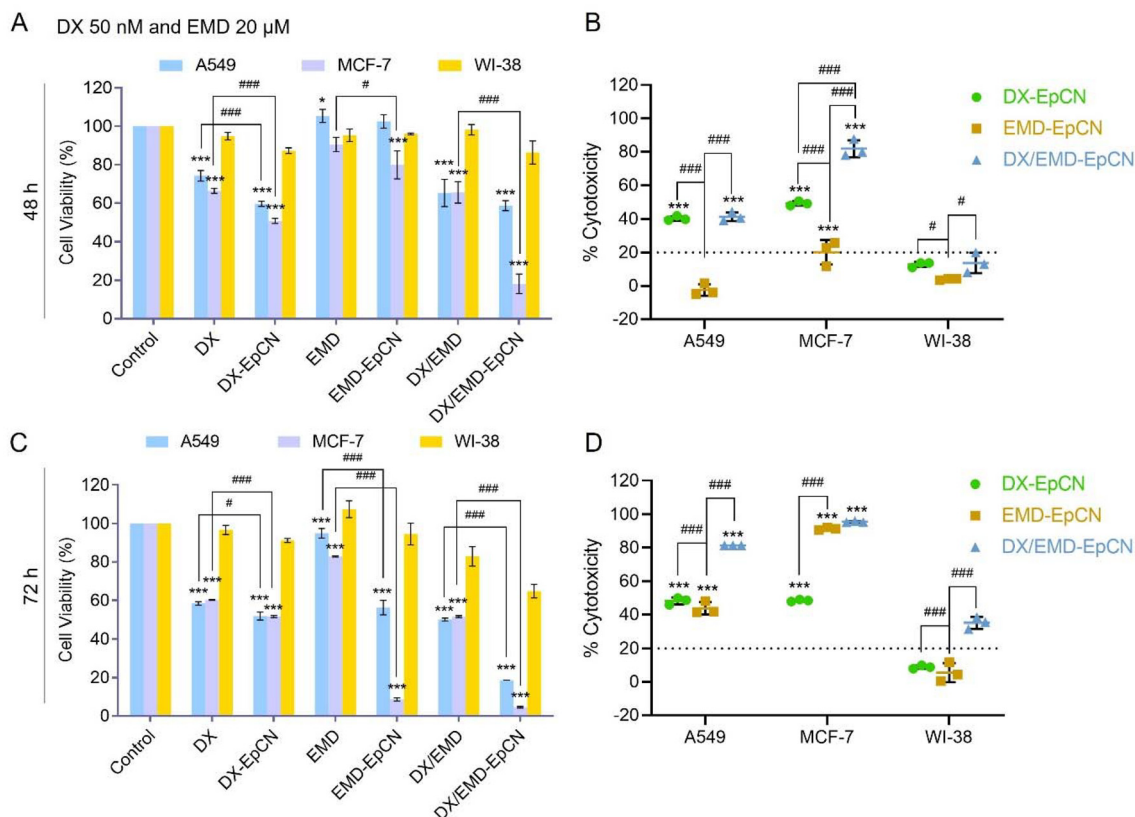 A DX 50 nM and EMD 20 µM
A549 MCF-7 WI-38
48 h
Cell Viability (%)
120
100
80
60
40
20
0
###
###
#
###
***
***
***
***
*
***
***
***
***
***
Control
DX
DX-EpCN
EMD
EMD-EpCN
DX/EMD
DX/EMD-EpCN
B
% Cytotoxicity
120
100
80
60
40
20
0
-20
DX-EpCN
EMD-EpCN
DX/EMD-EpCN
###
###
***
***
###
###
###
***
***
***
#
#
A549 MCF-7 WI-38
C
A549 MCF-7 WI-38
72 h
Cell Viability (%)
120
100
80
60
40
20
0
###
#
###
###
###
###
***
***
***
***
***
***
***
***
***
***
***
***
Control
DX
DX-EpCN
EMD
EMD-EpCN
DX/EMD
DX/EMD-EpCN
D
% Cytotoxicity
120
100
80
60
40
20
0
-20
DX-EpCN
EMD-EpCN
DX/EMD-EpCN
###
###
***
***
***
###
***
***
***
###
###
A549 MCF-7 WI-38